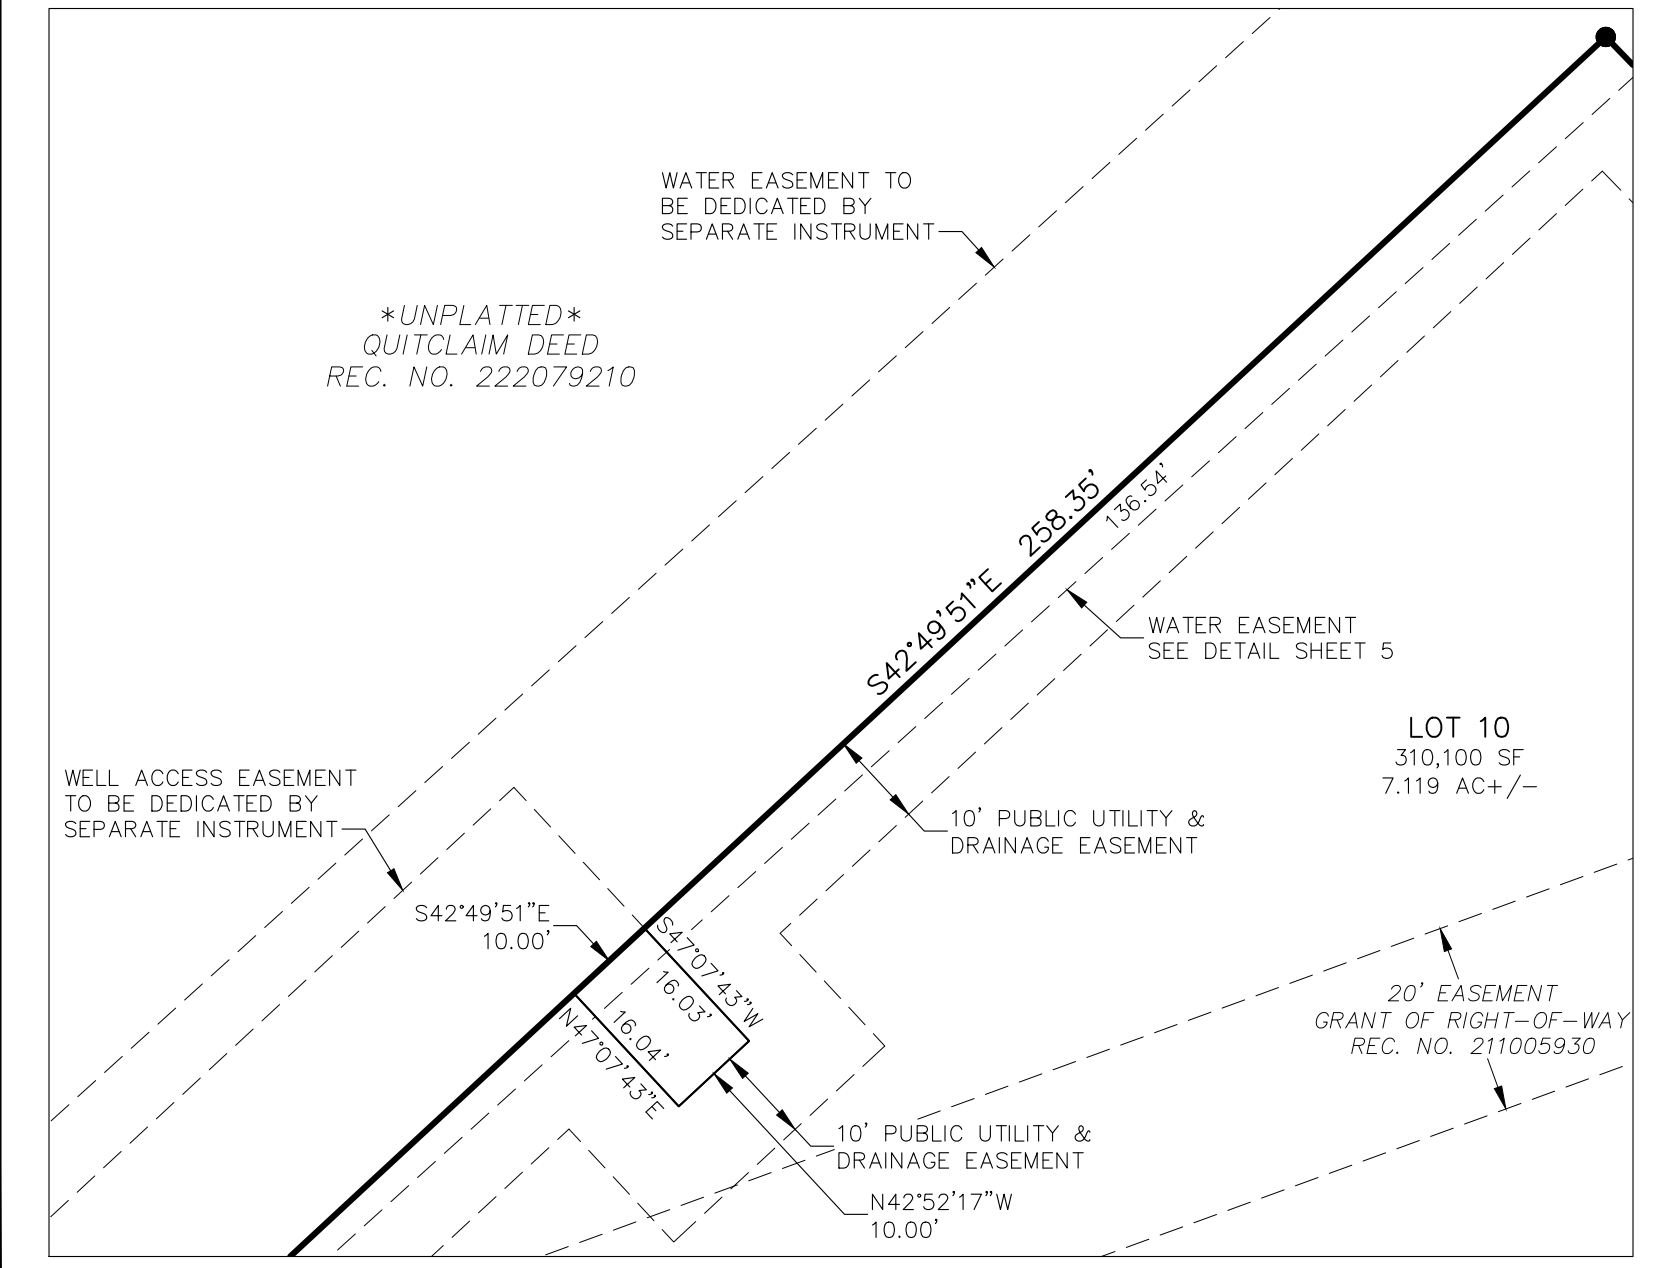 WATER EASEMENT TO
BE DEDICATED BY
SEPARATE INSTRUMENT
*UNPLATTED*
QUITCLAIM DEED
REC. NO. 222079210
S42°49'51"E 258.35'
136.54'
WATER EASEMENT
SEE DETAIL SHEET 5
LOT 10
310,100 SF
7.119 AC+/-
WELL ACCESS EASEMENT
TO BE DEDICATED BY
SEPARATE INSTRUMENT
10' PUBLIC UTILITY &
DRAINAGE EASEMENT
S42°49'51"E
10.00'
S47°07'43"W
16.03'
16.04'
N47°07'43"E
20' EASEMENT
GRANT OF RIGHT-OF-WAY
REC. NO. 211005930
10' PUBLIC UTILITY &
DRAINAGE EASEMENT
N42°52'17"W
10.00'